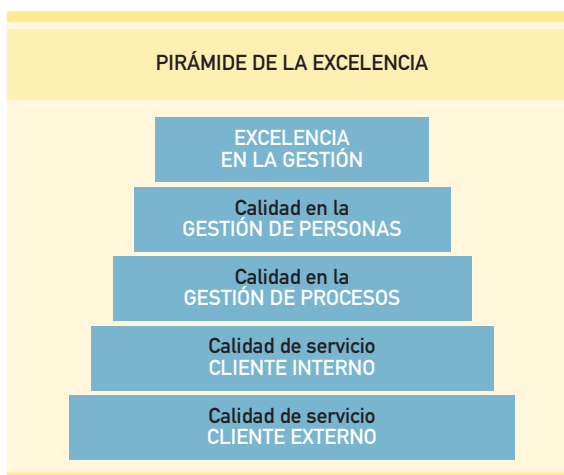 PIRÁMIDE DE LA EXCELENCIA
EXCELENCIA
EN LA GESTIÓN
Calidad en la
GESTIÓN DE PERSONAS
Calidad en la
GESTIÓN DE PROCESOS
Calidad de servicio
CLIENTE INTERNO
Calidad de servicio
CLIENTE EXTERNO